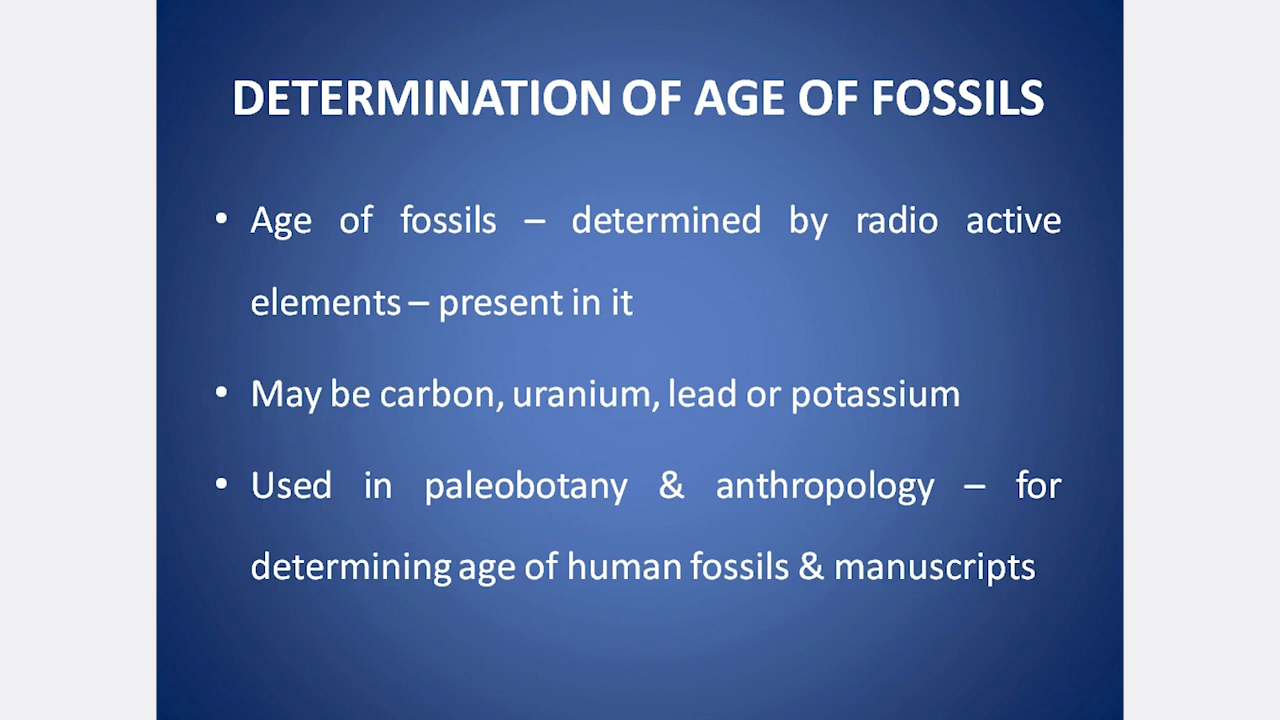 DETERMINATION OF AGE OF FOSSILS
• Age of fossils – determined by radio active
elements – present in it
• May be carbon, uranium, lead or potassium
• Used in paleobotany & anthropology – for
determining age of human fossils & manuscripts